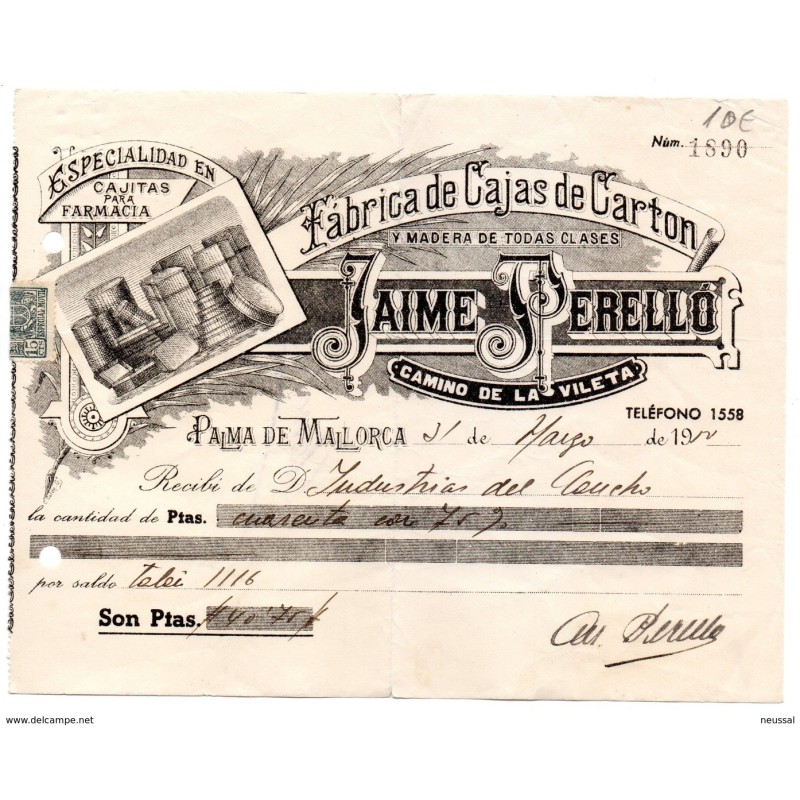 10€
Núm. 1890
ESPECIALIDAD EN
CAJITAS
PARA
FARMACIA
Fábrica de Cajas de Carton
Y MADERA DE TODAS CLASES
JAIME PERELLÓ
CAMINO DE LA VILETA
TELÉFONO 1558
PALMA DE MALLORCA 31 de Marzo de 19
Recibí de D. Industrias del Caucho
la cantidad de Ptas. cuarenta con 75
por saldo 1116
Son Ptas. 40'75
Perello
www.delcampe.net
neussal